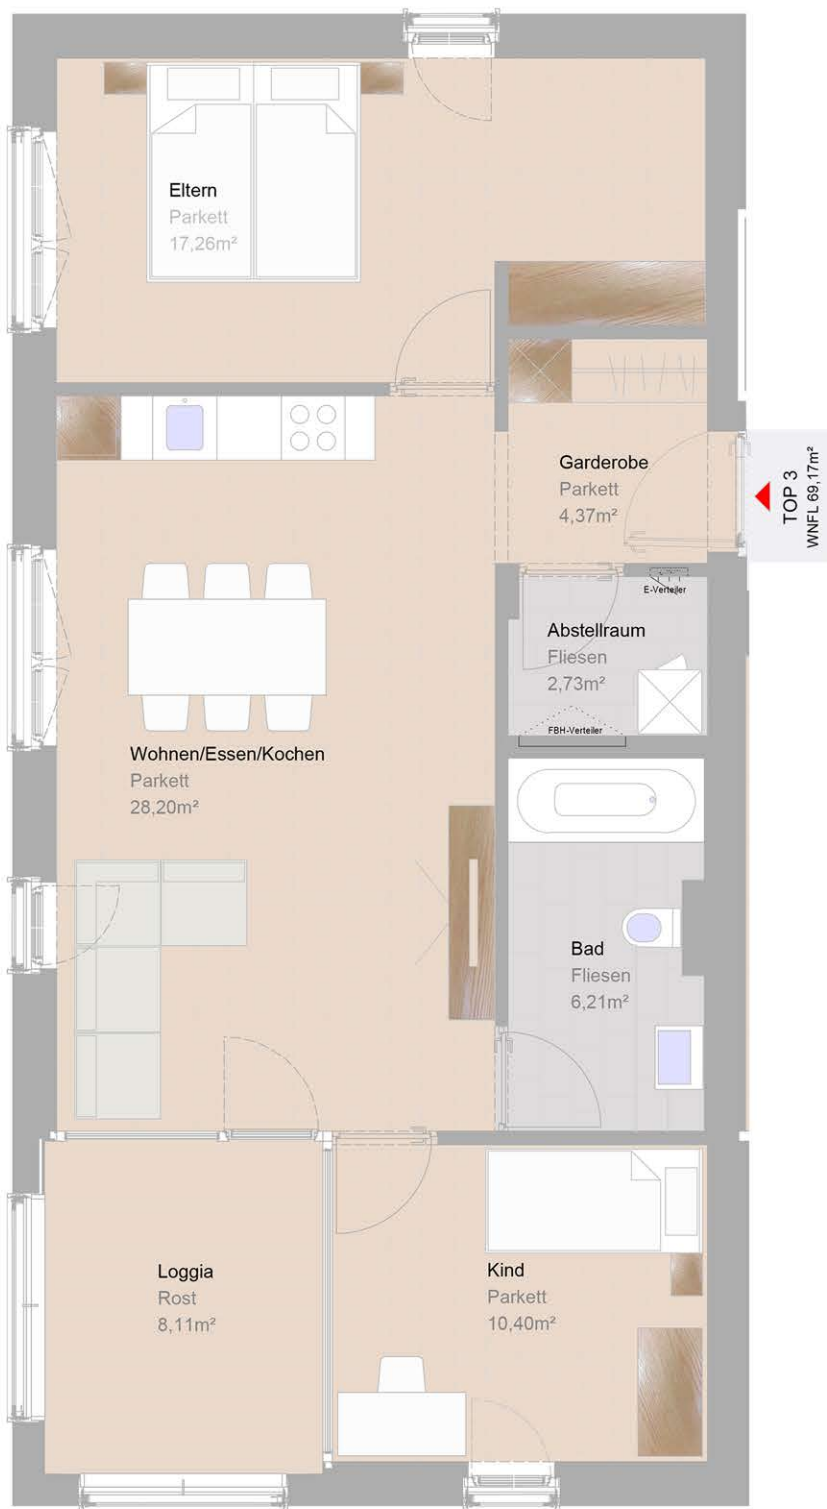 Eltern
Parkett
17,26m²
Garderobe
Parkett
4,37m²
TOP 3
WNFL 69,17m²
E-Verteiler
Abstellraum
Fliesen
2,73m²
FBH-Verteiler
Wohnen/Essen/Kochen
Parkett
28,20m²
Bad
Fliesen
6,21m²
Loggia
Rost
8,11m²
Kind
Parkett
10,40m²